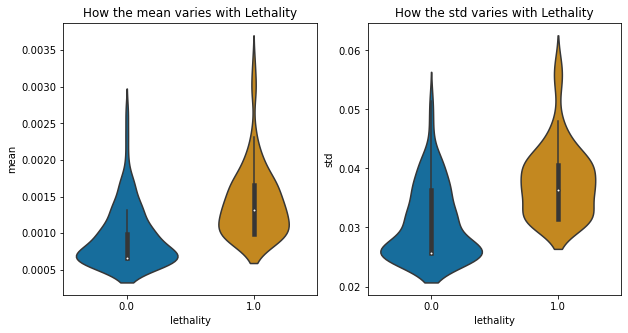 How the mean varies with Lethality
mean
0.0035
0.0030
0.0025
0.0020
0.0015
0.0010
0.0005
0.0
1.0
lethality
How the std varies with Lethality
std
0.06
0.05
0.04
0.03
0.02
0.0
1.0
lethality